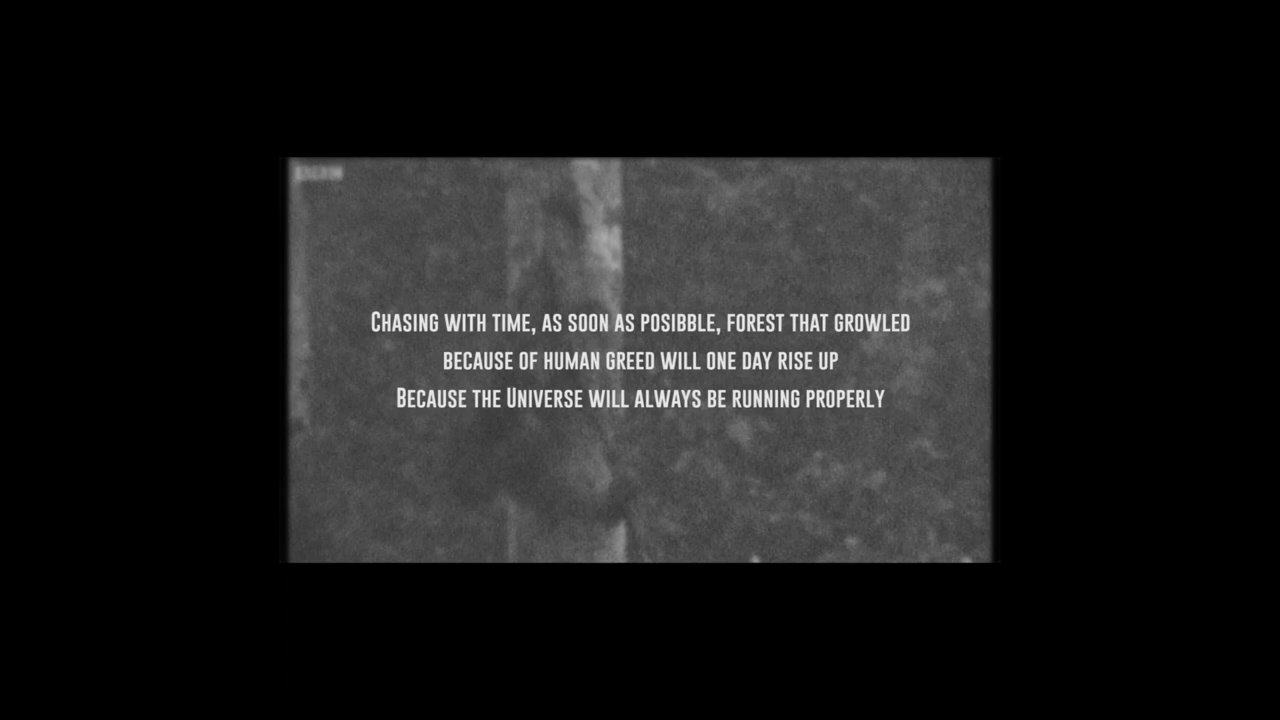 Chasing with time, as soon as posibble, forest that growled
because of human greed will one day rise up
Because the Universe will always be running properly